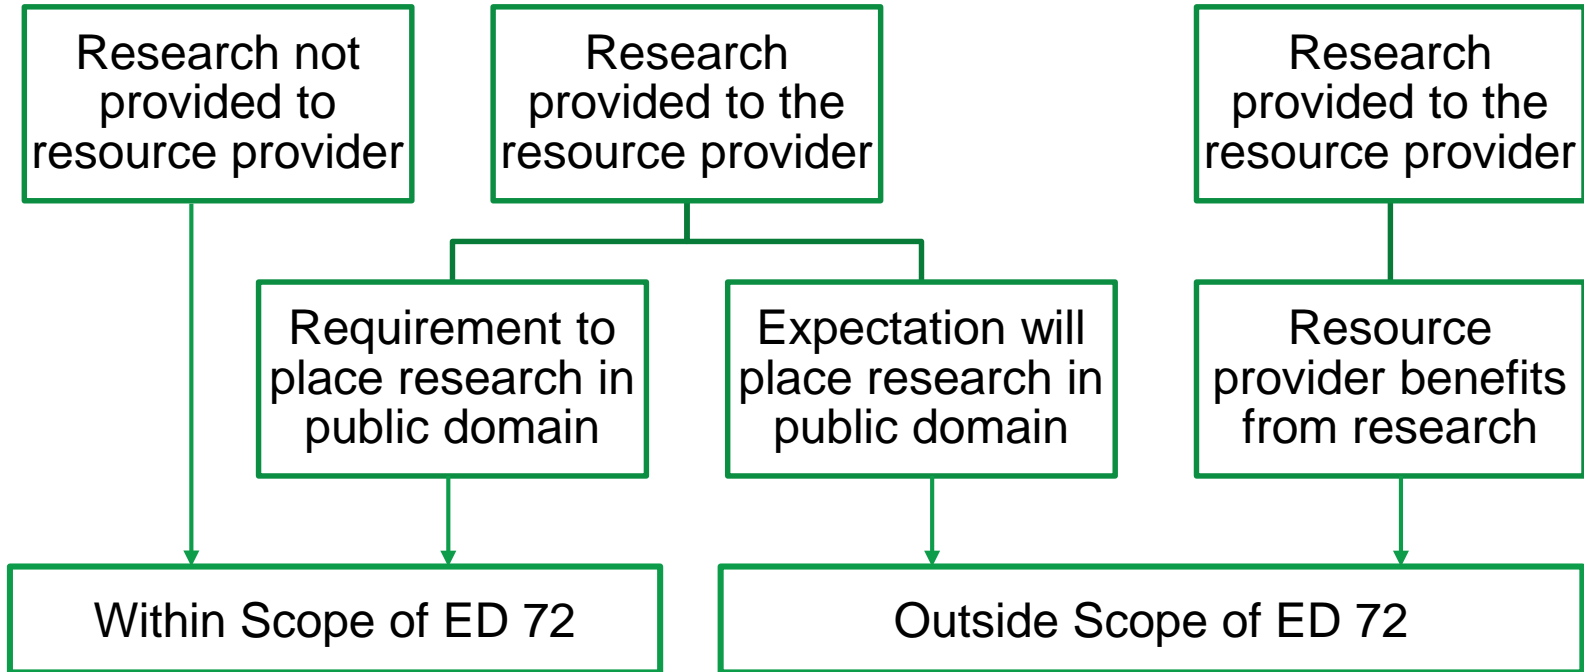 Research not
provided to
resource provider
Research
provided to the
resource provider
Research
provided to the
resource provider
Requirement to
place research in
public domain
Expectation will
place research in
public domain
Resource
provider benefits
from research
Within Scope of ED 72
Outside Scope of ED 72